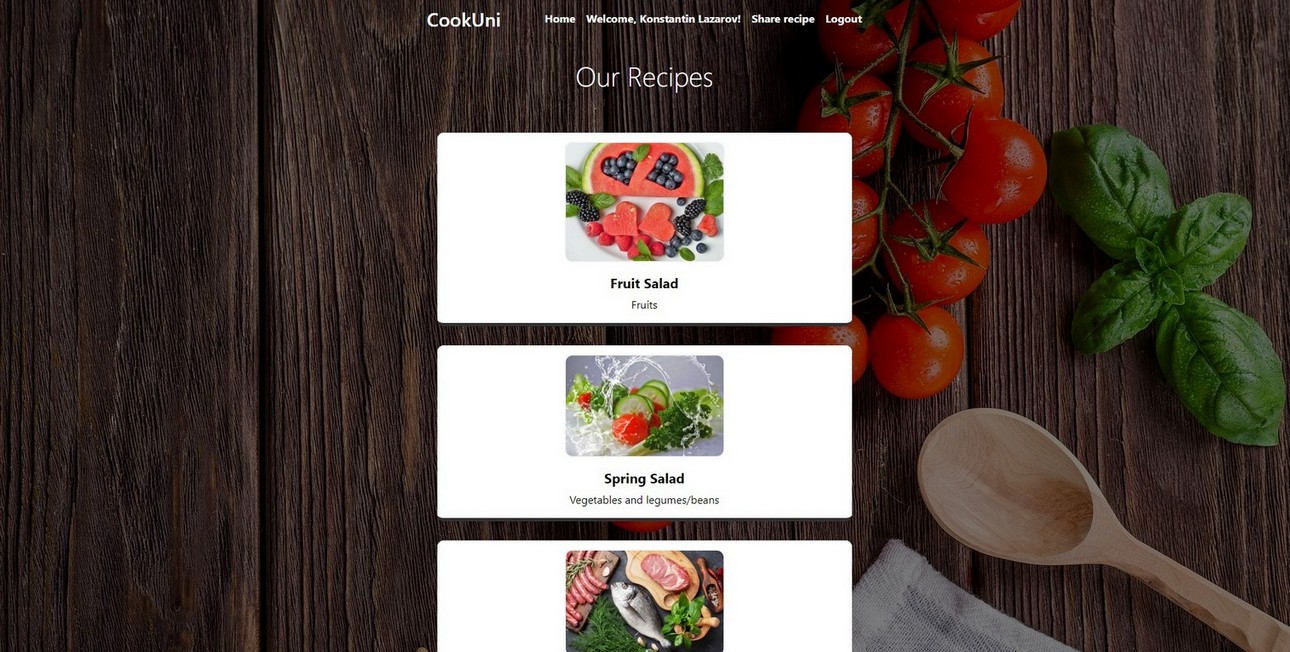 CookUni Home Welcome, Konstantin Lazarov! Share recipe Logout
Our Recipes
Fruit Salad
Fruits
Spring Salad
Vegetables and legumes/beans